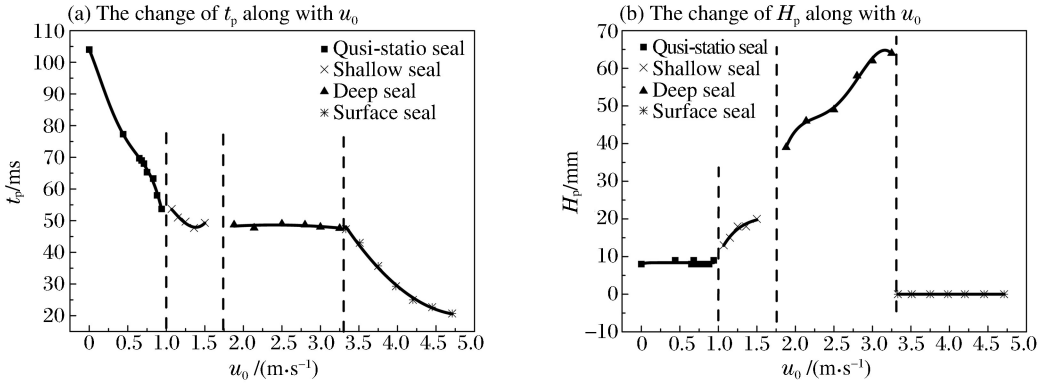 (a) The change of tp along with u0
110
100
90
80
70
60
50
40
30
20
tp/ms
Qusi-statio seal
Shallow seal
Deep seal
Surface seal
0 0.5 1.0 1.5 2.0 2.5 3.0 3.5 4.0 4.5 5.0
u0 /(m·s−1)
(b) The change of Hp along with u0
70
60
50
40
30
20
10
0
−10
Hp/mm
Qusi-statio seal
Shallow seal
Deep seal
Surface seal
0 0.5 1.0 1.5 2.0 2.5 3.0 3.5 4.0 4.5 5.0
u0 /(m·s−1)